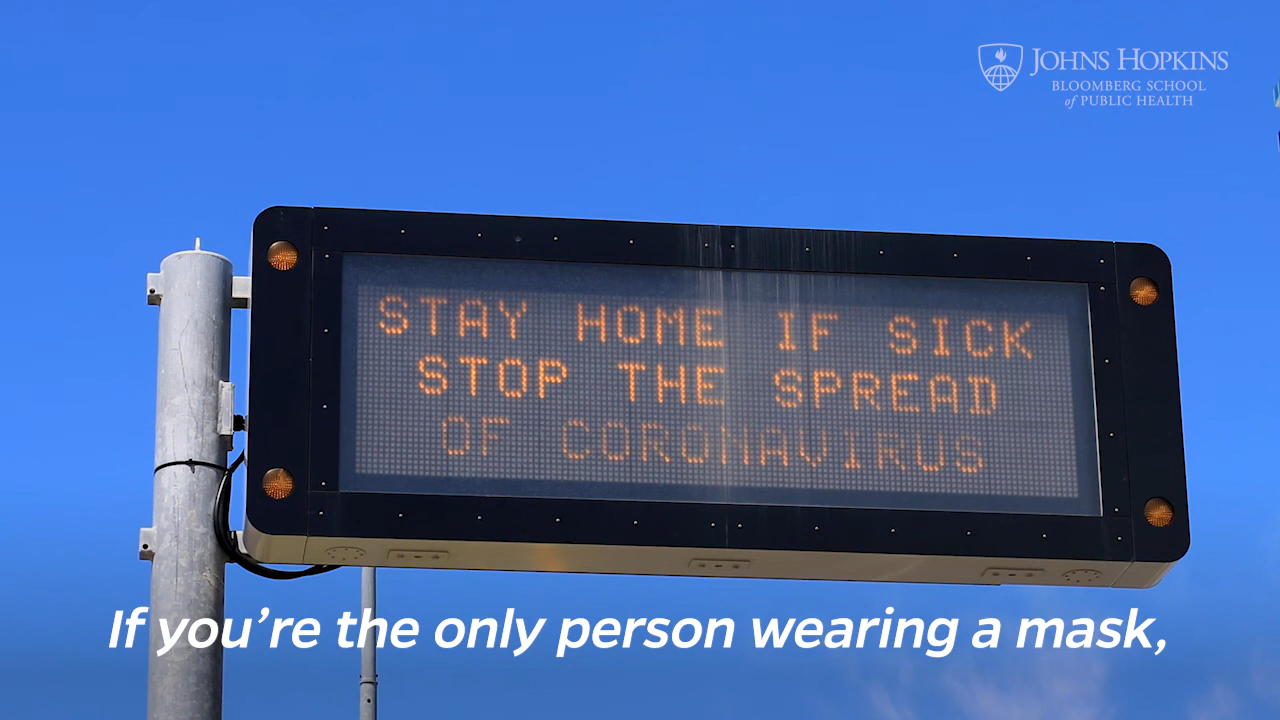 JOHNS HOPKINS
BLOOMBERG SCHOOL
of PUBLIC HEALTH
STAY HOME IF SICK
STOP THE SPREAD
OF CORONAVIRUS
If you’re the only person wearing a mask,